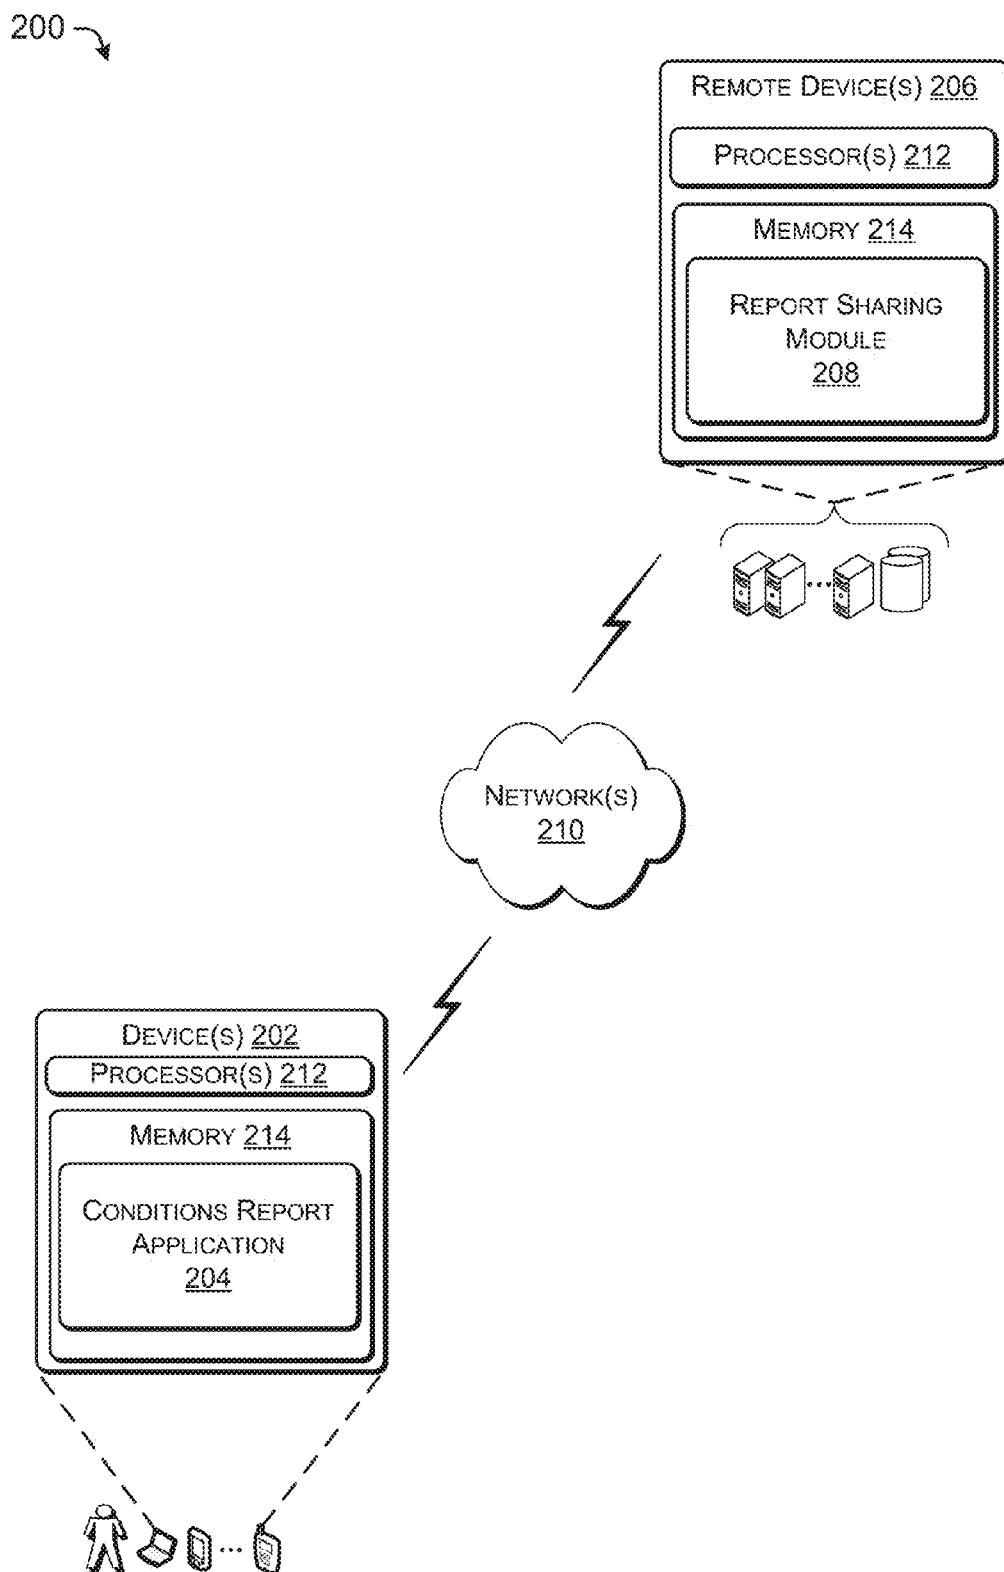 200
REMOTE DEVICE(S) 206
PROCESSOR(S) 212
MEMORY 214
REPORT SHARING
MODULE
208
NETWORK(S)
210
DEVICE(S) 202
PROCESSOR(S) 212
MEMORY 214
CONDITIONS REPORT
APPLICATION
204